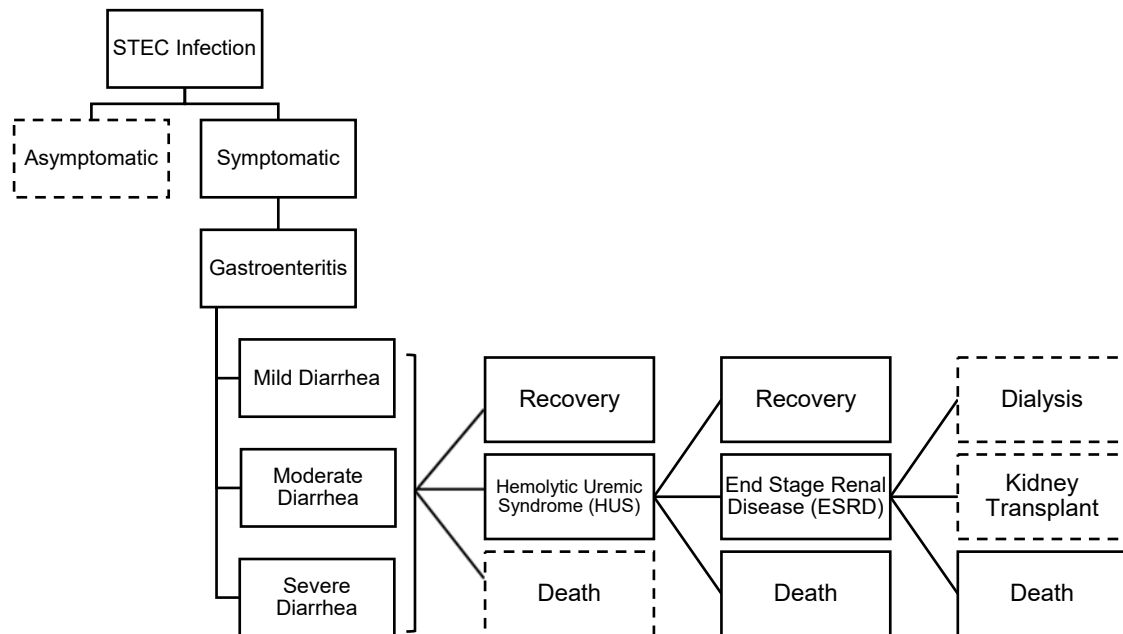 STEC Infection
Asymptomatic
Symptomatic
Gastroenteritis
Mild Diarrhea
Moderate
Diarrhea
Severe
Diarrhea
Recovery
Hemolytic Uremic
Syndrome (HUS)
Death
Recovery
End Stage Renal
Disease (ESRD)
Death
Dialysis
Kidney
Transplant
Death